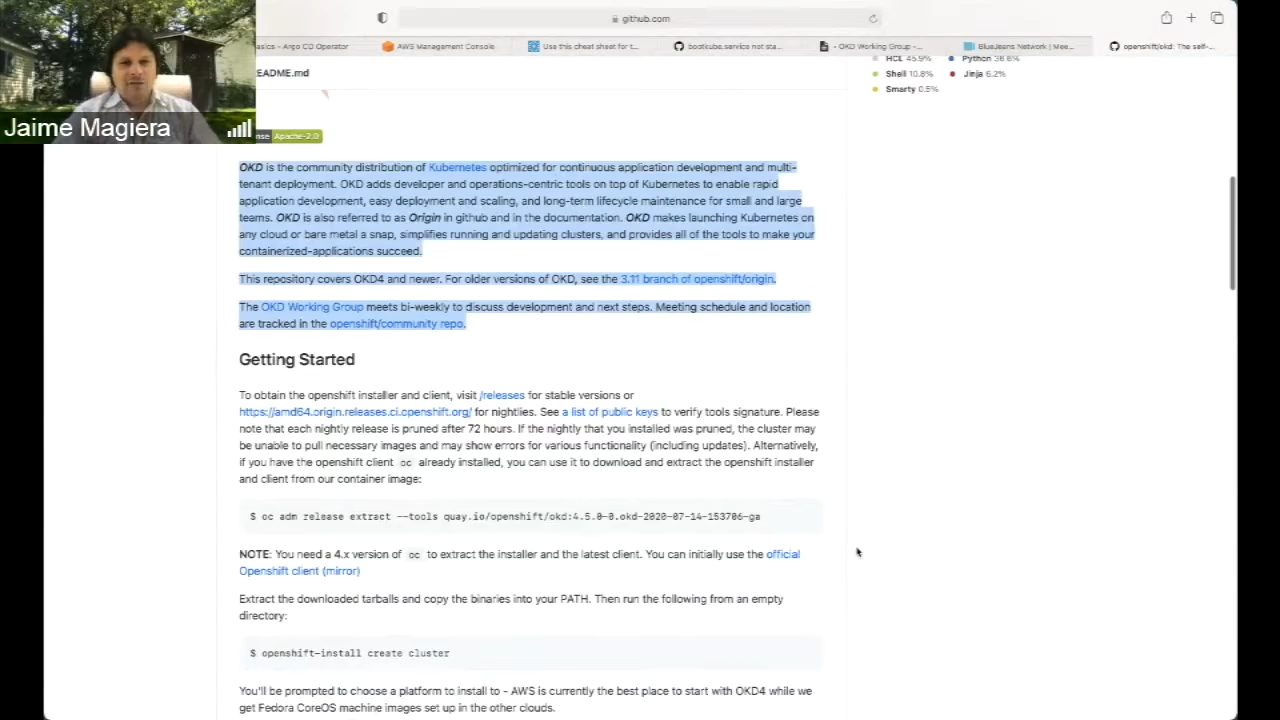 github.com
asics - Argo CD Operator
AWS Management Console
Use this cheat sheet for t...
bootkube.service not sta...
- OKD Working Group -...
BlueJeans Network | Mee...
openshift/okd: The self-...
Jaime Magiera
EADME.md
HCL 45.9% Python 36.6%
Shell 10.8% Jinja 6.2%
Smarty 0.5%
nse Apache-2.0
OKD is the community distribution of Kubernetes optimized for continuous application development and multi-
tenant deployment. OKD adds developer and operations-centric tools on top of Kubernetes to enable rapid
application development, easy deployment and scaling, and long-term lifecycle maintenance for small and large
teams. OKD is also referred to as Origin in github and in the documentation. OKD makes launching Kubernetes on
any cloud or bare metal a snap, simplifies running and updating clusters, and provides all of the tools to make your
containerized-applications succeed.
This repository covers OKD4 and newer. For older versions of OKD, see the 3.11 branch of openshift/origin.
The OKD Working Group meets bi-weekly to discuss development and next steps. Meeting schedule and location
are tracked in the openshift/community repo.
Getting Started
To obtain the openshift installer and client, visit /releases for stable versions or
https://amd64.origin.releases.ci.openshift.org/ for nightlies. See a list of public keys to verify tools signature. Please
note that each nightly release is pruned after 72 hours. If the nightly that you installed was pruned, the cluster may
be unable to pull necessary images and may show errors for various functionality (including updates). Alternatively,
if you have the openshift client oc already installed, you can use it to download and extract the openshift installer
and client from our container image:
$ oc adm release extract --tools quay.io/openshift/okd:4.5.0-0.okd-2020-07-14-153706-ga
NOTE: You need a 4.x version of oc to extract the installer and the latest client. You can initially use the official
Openshift client (mirror)
Extract the downloaded tarballs and copy the binaries into your PATH. Then run the following from an empty
directory:
$ openshift-install create cluster
You'll be prompted to choose a platform to install to - AWS is currently the best place to start with OKD4 while we
get Fedora CoreOS machine images set up in the other clouds.